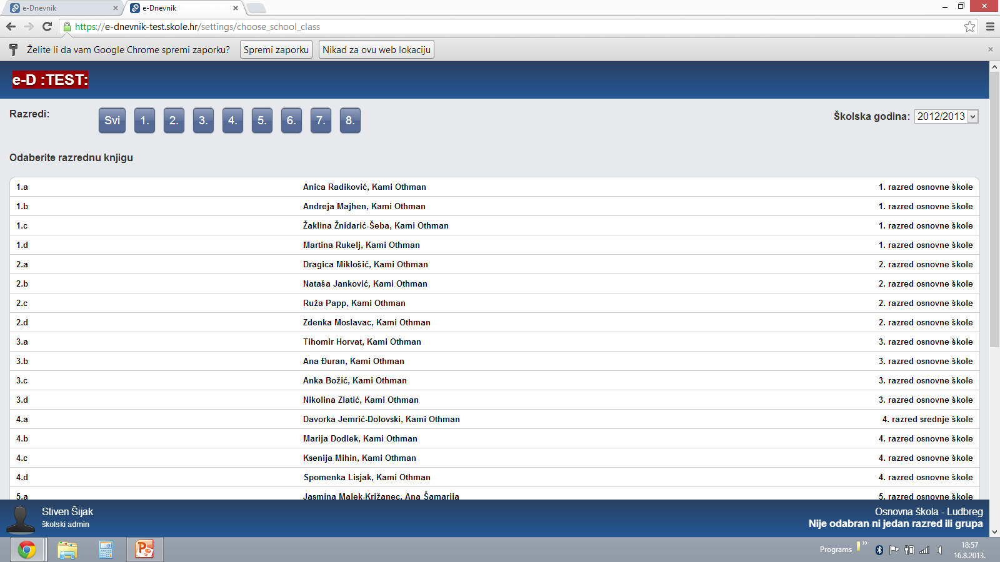 e-Dnevnik
e-Dnevnik
https://e-dnevnik-test.skole.hr/settings/choose_school_class
Želite li da vam Google Chrome spremi zaporku? Spremi zaporku Nikad za ovu web lokaciju
e-D :TEST:
Razredi: Svi 1. 2. 3. 4. 5. 6. 7. 8. Školska godina: 2012/2013
Odaberite razrednu knjigu
1.a Anica Radiković, Kami Othman 1. razred osnovne škole
1.b Andreja Majhen, Kami Othman 1. razred osnovne škole
1.c Žaklina Žnidarić-Šeba, Kami Othman 1. razred osnovne škole
1.d Martina Rukelj, Kami Othman 1. razred osnovne škole
2.a Dragica Miklošić, Kami Othman 2. razred osnovne škole
2.b Nataša Janković, Kami Othman 2. razred osnovne škole
2.c Ruža Papp, Kami Othman 2. razred osnovne škole
2.d Zdenka Moslavac, Kami Othman 2. razred osnovne škole
3.a Tihomir Horvat, Kami Othman 3. razred osnovne škole
3.b Ana Đuran, Kami Othman 3. razred osnovne škole
3.c Anka Božić, Kami Othman 3. razred osnovne škole
3.d Nikolina Zlatić, Kami Othman 3. razred osnovne škole
4.a Davorka Jemrić-Dolovski, Kami Othman 4. razred srednje škole
4.b Marija Dodlek, Kami Othman 4. razred osnovne škole
4.c Ksenija Mihin, Kami Othman 4. razred osnovne škole
4.d Spomenka Lisjak, Kami Othman 4. razred osnovne škole
5.a Jasmina Malek-Križanec, Ana Šamarija 5. razred osnovne škole
Stiven Šijak Osnovna škola - Ludbreg
školski admin Nije odabran ni jedan razred ili grupa
Programs 18:57
16.8.2013.